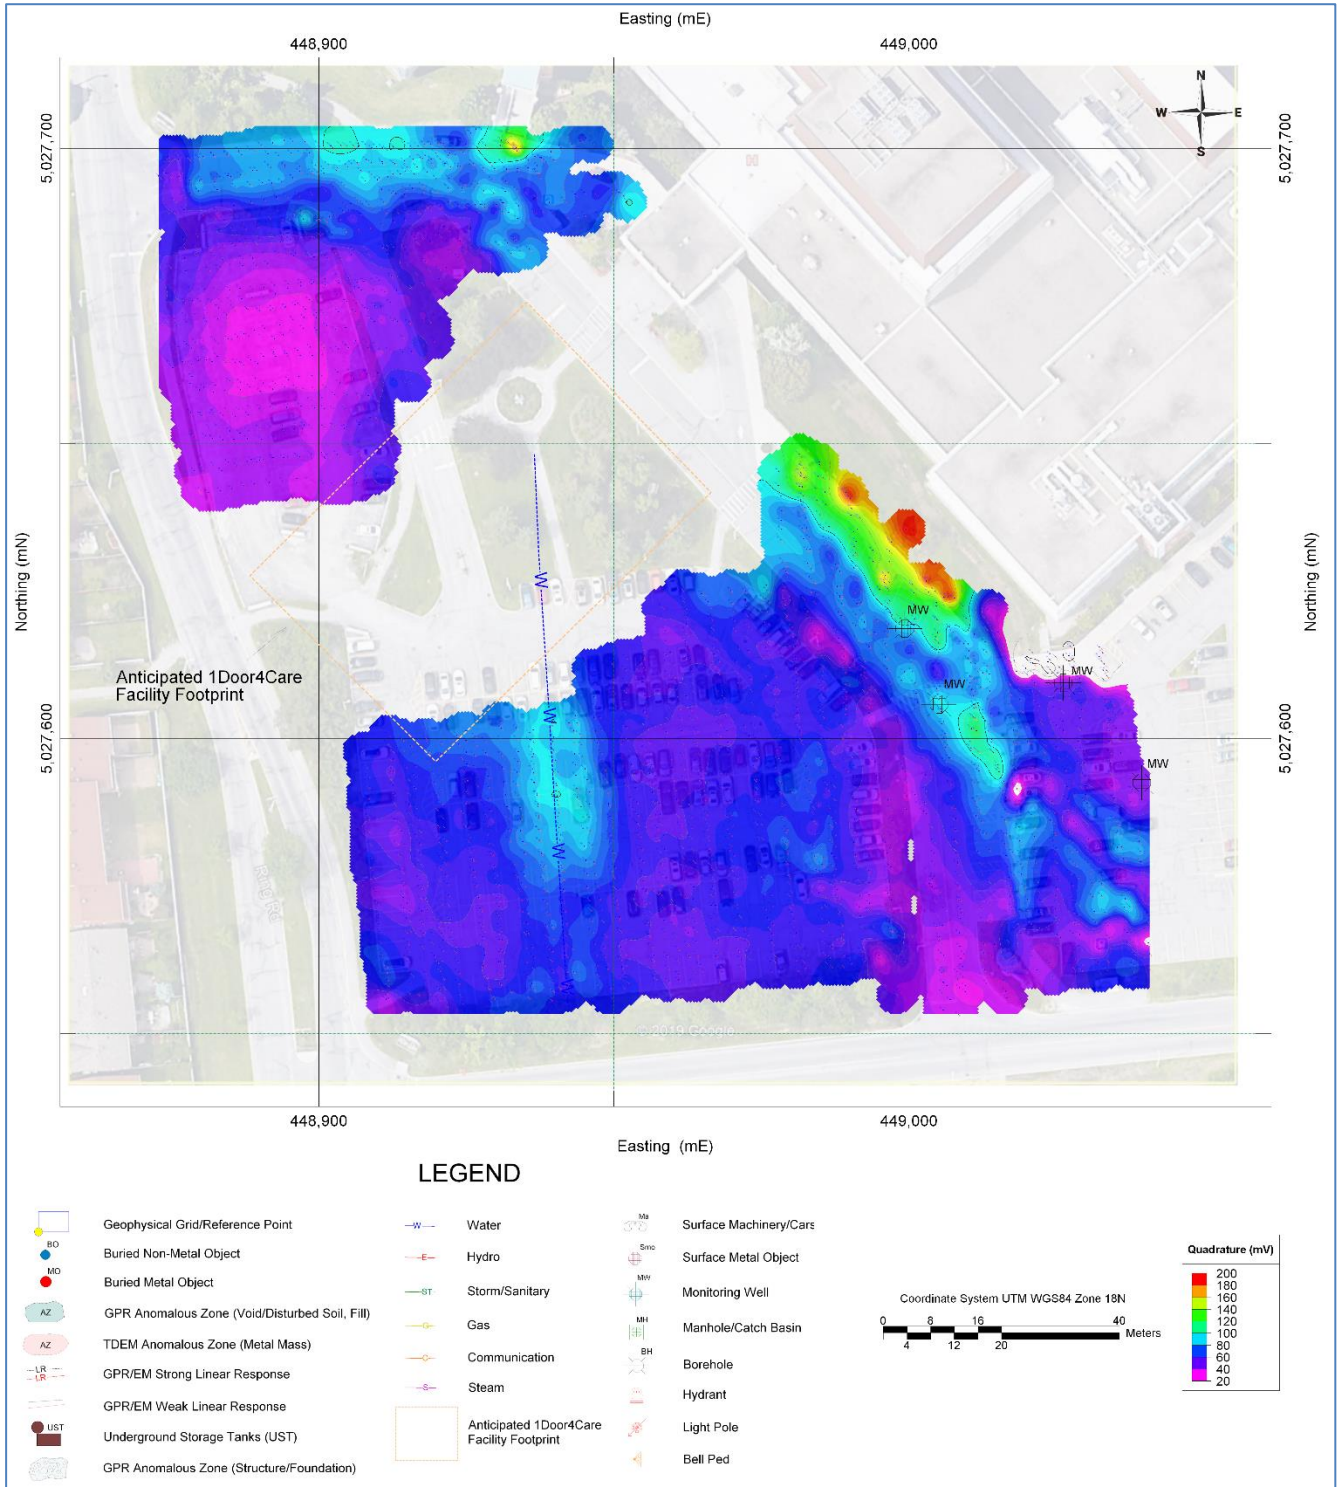 Easting (mE)
448,900
449,000
N
W
E
S
5,027,700
5,027,700
H
Anticipated 1Door4Care
Facility Footprint
W
W
W
W
MW
MW
MW
MW
Northing (mN)
Northing (mN)
5,027,600
5,027,600
© 2019 Google
448,900
449,000
Easting (mE)
LEGEND
Geophysical Grid/Reference Point
BO
Buried Non-Metal Object
MO
Buried Metal Object
AZ
GPR Anomalous Zone (Void/Disturbed Soil, Fill)
AZ
TDEM Anomalous Zone (Metal Mass)
LR
LR
GPR/EM Strong Linear Response
GPR/EM Weak Linear Response
UST
Underground Storage Tanks (UST)
GPR Anomalous Zone (Structure/Foundation)
W
Water
E
Hydro
ST
Storm/Sanitary
G
Gas
C
Communication
S
Steam
Anticipated 1Door4Care
Facility Footprint
Ma
Surface Machinery/Cars
Smo
Surface Metal Object
MW
Monitoring Well
MH
Manhole/Catch Basin
BH
Borehole
Hydrant
Light Pole
Bell Ped
Coordinate System UTM WGS84 Zone 18N
0 8 16 40
Meters
4 12 20
Quadrature (mV)
200
180
160
140
120
100
80
60
40
20